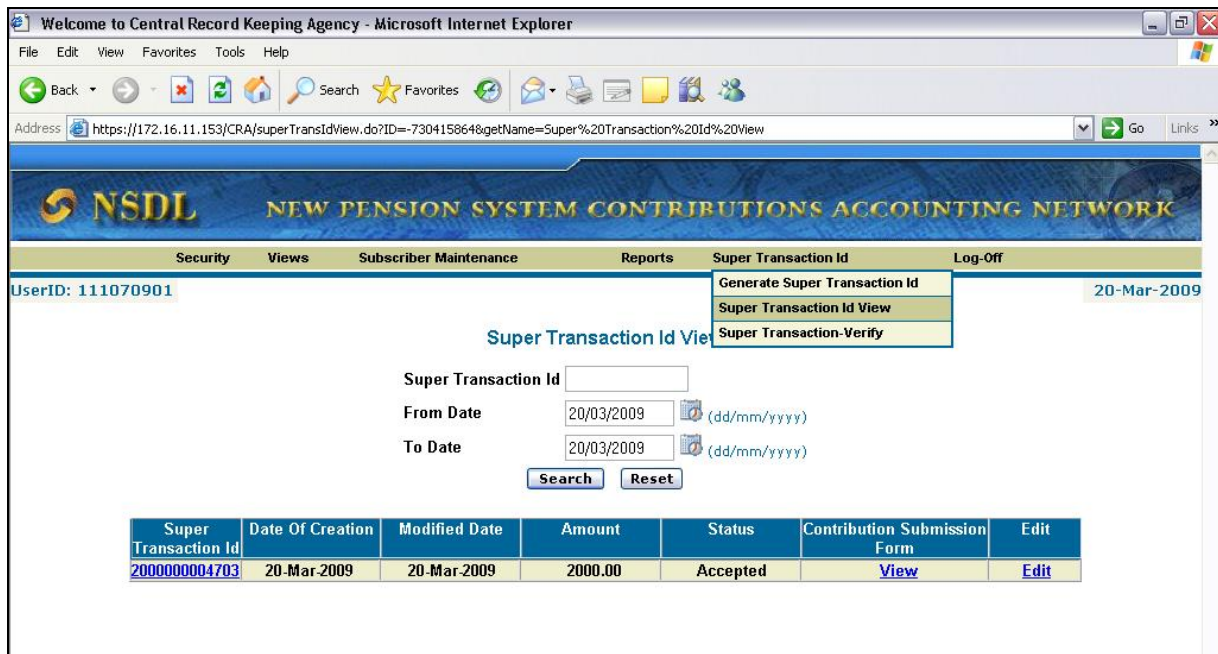 Welcome to Central Record Keeping Agency - Microsoft Internet Explorer
File Edit View Favorites Tools Help
Back Search Favorites
Address https://172.16.11.153/CRA/superTransIdView.do?ID=-730415864&getName=Super%20Transaction%20Id%20View Go Links »
NSDL NEW PENSION SYSTEM CONTRIBUTIONS ACCOUNTING NETWORK
Security Views Subscriber Maintenance Reports Super Transaction Id Log-Off
Generate Super Transaction Id
UserID: 111070901 20-Mar-2009
Super Transaction Id View
Super Transaction-Verify
Super Transaction Id Vie
Super Transaction Id
From Date 20/03/2009 (dd/mm/yyyy)
To Date 20/03/2009 (dd/mm/yyyy)
Search Reset
Super Transaction Id Date Of Creation Modified Date Amount Status Contribution Submission Form Edit
2000000004703 20-Mar-2009 20-Mar-2009 2000.00 Accepted View Edit